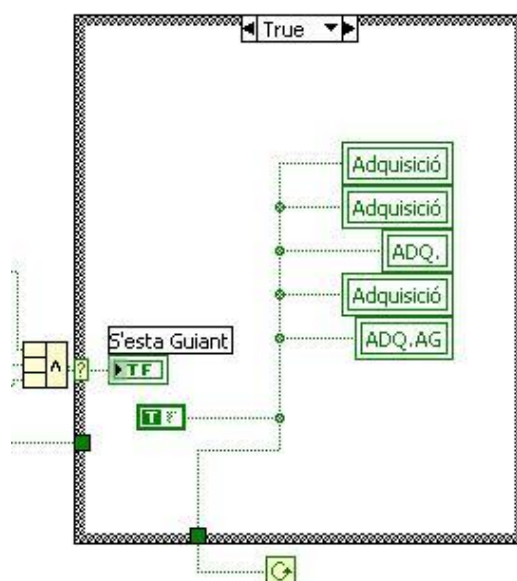 True
Adquisició
Adquisició
ADQ.
Adquisició
ADQ.AG
S'esta Guiant
? TF
T